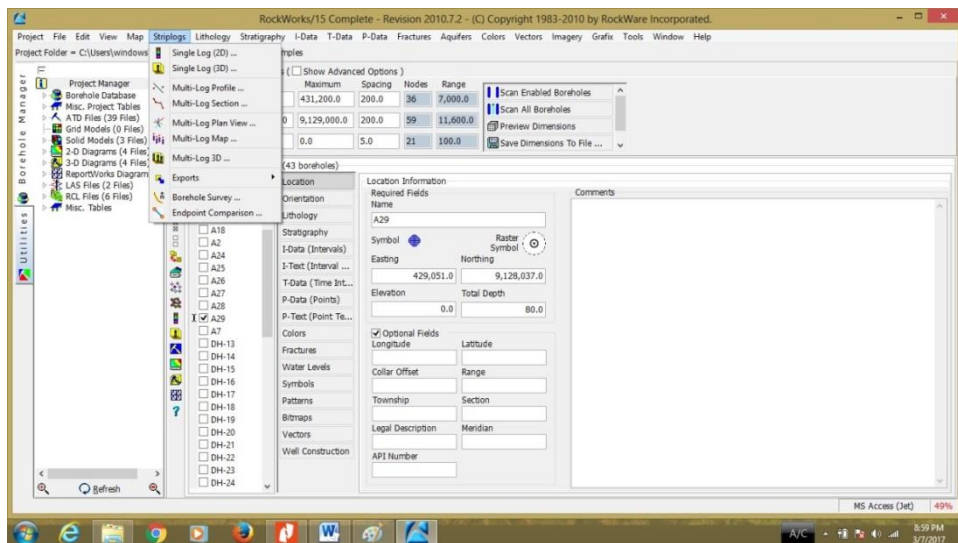 RockWorks/15 Complete - Revision 2010.7.2 - (C) Copyright 1983-2010 by RockWare Incorporated.
Project File Edit View Map Striplogs Lithology Stratigraphy I-Data T-Data P-Data Fractures Aquifers Colors Vectors Imagery Grafix Tools Window Help
Project Folder = C:\Users\windows
Single Log (2D) ...
Single Log (3D) ...
Multi-Log Profile ...
Multi-Log Section ...
Multi-Log Plan View ...
Multi-Log Map ...
Multi-Log 3D ...
Exports
Borehole Survey ...
Endpoint Comparison ...
Borehole Manager
Utilities
Project Manager
Borehole Database
Misc. Project Tables
ATD Files (39 Files)
Grid Models (0 Files)
Solid Models (3 Files)
2-D Diagrams (4 Files
3-D Diagrams (4 Files
ReportWorks Diagram
LAS Files (2 Files)
RCL Files (6 Files)
Misc. Tables
Refresh
Show Advanced Options )
Maximum Spacing Nodes Range
431,200.0 200.0 36 7,000.0
9,129,000.0 200.0 59 11,600.0
0.0 5.0 21 100.0
Scan Enabled Boreholes
Scan All Boreholes
Preview Dimensions
Save Dimensions To File ...
(43 boreholes)
A18
A2
A24
A25
A26
A27
A28
A29
A7
DH-13
DH-14
DH-15
DH-16
DH-17
DH-18
DH-19
DH-20
DH-21
DH-22
DH-23
DH-24
Location
Orientation
Lithology
Stratigraphy
I-Data (Intervals)
I-Text (Interval ...
T-Data (Time Int...
P-Data (Points)
P-Text (Point Te...
Colors
Fractures
Water Levels
Symbols
Patterns
Bitmaps
Vectors
Well Construction
Location Information
Required Fields
Name
A29
Symbol Raster Symbol
Easting Northing
429,051.0 9,128,037.0
Elevation Total Depth
0.0 80.0
Optional Fields
Longitude Latitude
Collar Offset Range
Township Section
Legal Description Meridian
API Number
Comments
MS Access (Jet) 49%
A/C
8:59 PM
3/7/2017